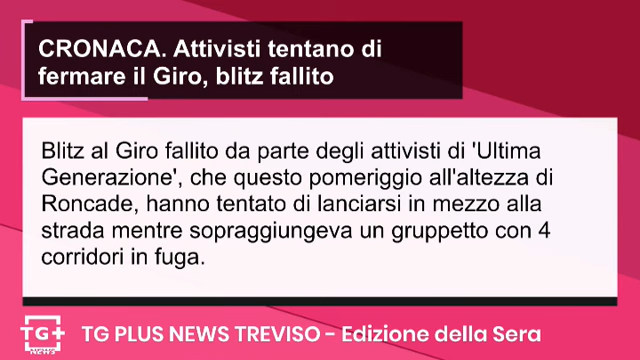 CRONACA. Attivisti tentano di
fermare il Giro, blitz fallito
Blitz al Giro fallito da parte degli attivisti di 'Ultima
Generazione', che questo pomeriggio all'altezza di
Roncade, hanno tentato di lanciarsi in mezzo alla
strada mentre sopraggiungeva un gruppetto con 4
corridori in fuga.
TG+
NEWS
TG PLUS NEWS TREVISO - Edizione della Sera